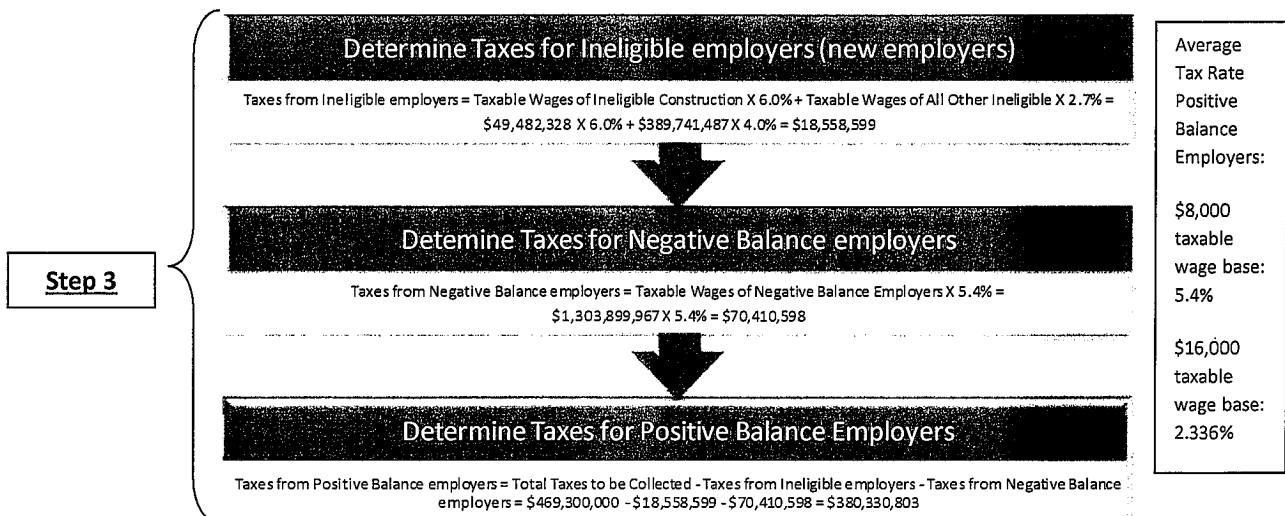 Determine Taxes for Ineligible employers (new employers)
Taxes from Ineligible employers = Taxable Wages of Ineligible Construction X 6.0% + Taxable Wages of All Other Ineligible X 2.7% =
$49,482,328 X 6.0% + $389,741,487 X 4.0% = $18,558,599
Step 3
Detemine Taxes for Negative Balance employers
Taxes from Negative Balance employers = Taxable Wages of Negative Balance Employers X 5.4% =
$1,303,899,967 X 5.4% = $70,410,598
Determine Taxes for Positive Balance Employers
Taxes from Positive Balance employers = Total Taxes to be Collected - Taxes from Ineligible employers - Taxes from Negative Balance
employers = $469,300,000 - $18,558,599 - $70,410,598 = $380,330,803
Average
Tax Rate
Positive
Balance
Employers:
$8,000
taxable
wage base:
5.4%
$16,000
taxable
wage base:
2.336%